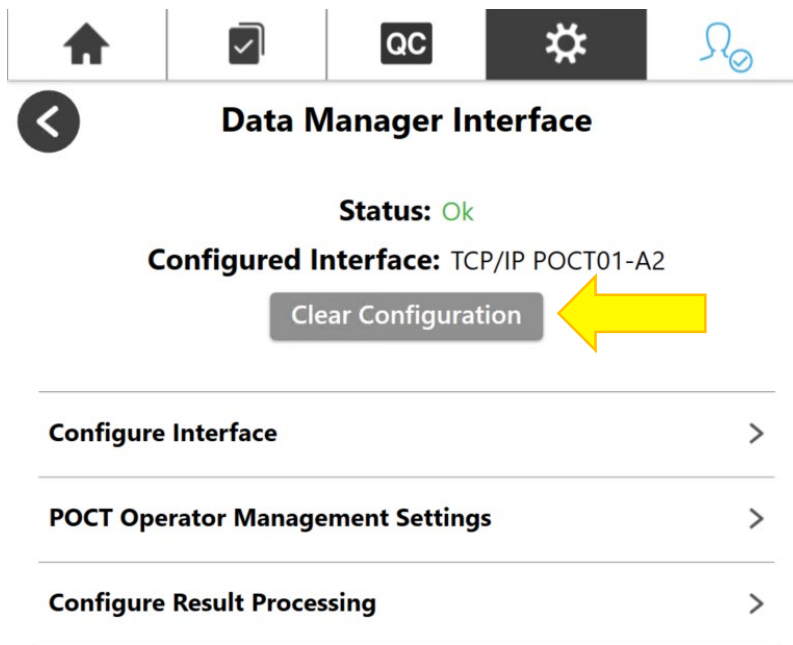 QC
Data Manager Interface
Status: Ok
Configured Interface: TCP/IP POCT01-A2
Clear Configuration
Configure Interface
POCT Operator Management Settings
Configure Result Processing